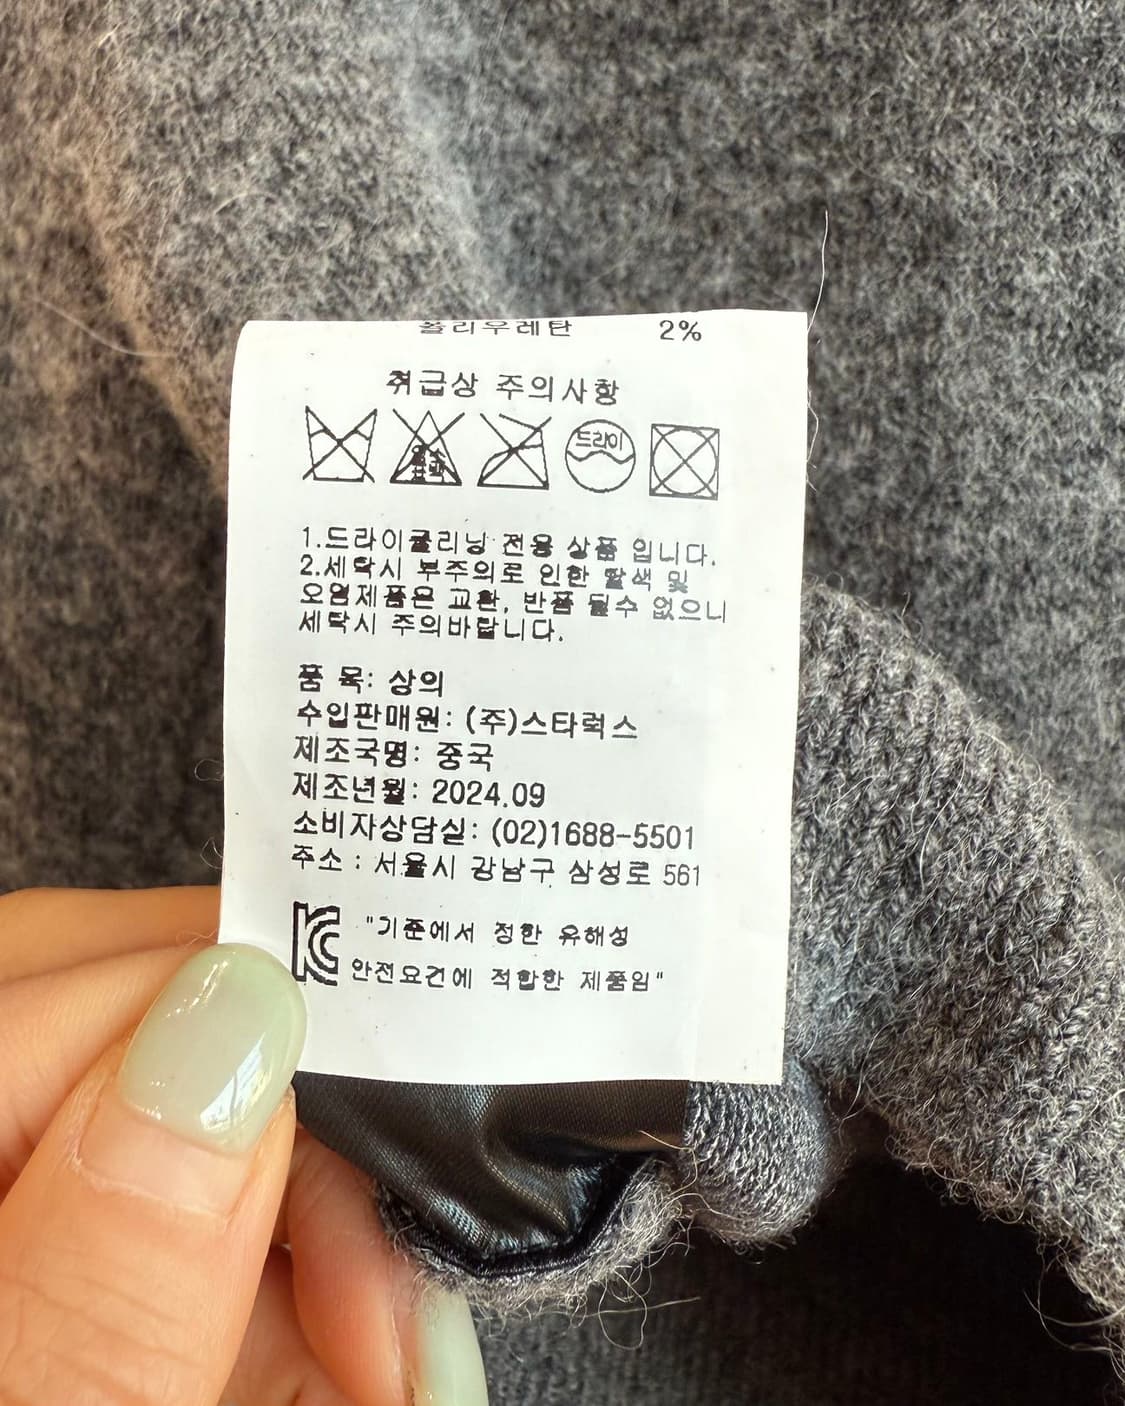 폴리우레탄 2%
취급상 주의사항
드라이
1.드라이클리닝 전용 상품 입니다.
2.세탁시 부주의로 인한 탈색 및
오염제품은 교환, 반품 될수 없으니
세탁시 주의바랍니다.
품 목: 상의
수입판매원: (주)스타럭스
제조국명: 중국
제조년월: 2024.09
소비자상담실: (02)1688-5501
주소 : 서울시 강남구 삼성로 561
KC "기준에서 정한 유해성
안전요건에 적합한 제품임"